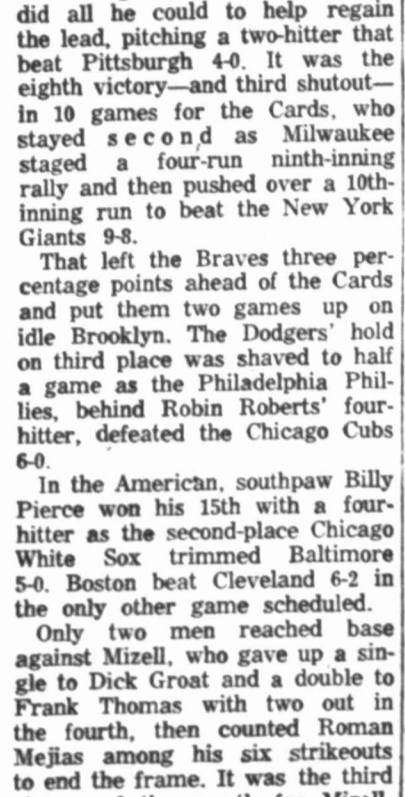 did all he could to help regain
the lead, pitching a two-hitter that
beat Pittsburgh 4-0. It was the
eighth victory—and third shutout—
in 10 games for the Cards, who
stayed second as Milwaukee
staged a four-run ninth-inning
rally and then pushed over a 10th-
inning run to beat the New York
Giants 9-8.
That left the Braves three per-
centage points ahead of the Cards
and put them two games up on
idle Brooklyn. The Dodgers' hold
on third place was shaved to half
a game as the Philadelphia Phil-
lies, behind Robin Roberts' four-
hitter, defeated the Chicago Cubs
6-0.
In the American, southpaw Billy
Pierce won his 15th with a four-
hitter as the second-place Chicago
White Sox trimmed Baltimore
5-0. Boston beat Cleveland 6-2 in
the only other game scheduled.
Only two men reached base
against Mizell, who gave up a sin-
gle to Dick Groat and a double to
Frank Thomas with two out in
the fourth, then counted Roman
Mejias among his six strikeouts
to end the frame. It was the third